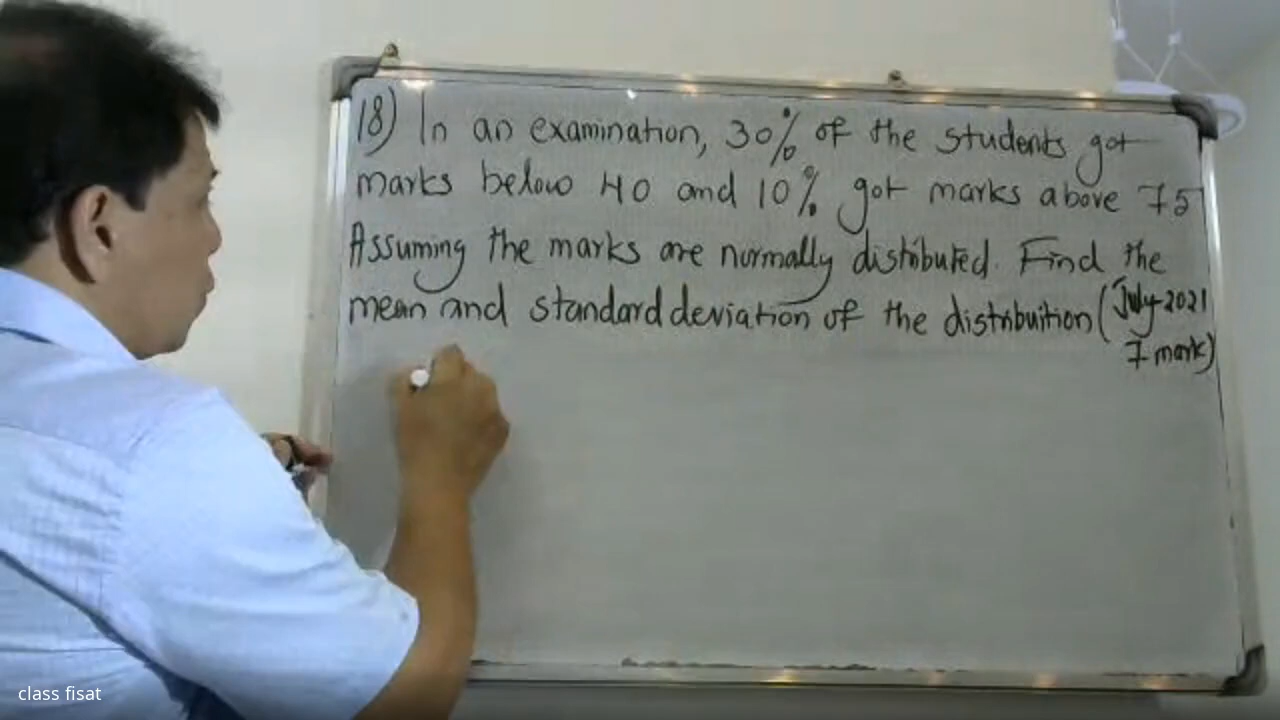 18) In an examination, 30% of the students got
marks below 40 and 10% got marks above 75
Assuming the marks are normally distributed. Find the
mean and standard deviation of the distribuition (July-2021
7 mark)
class fisat